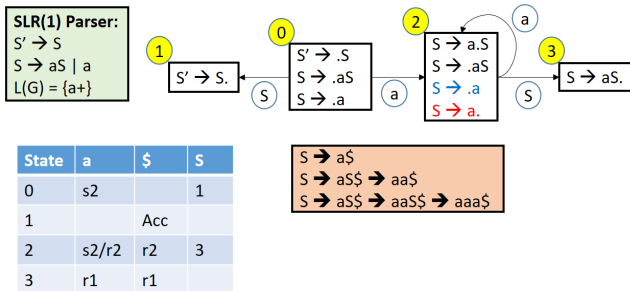 SLR(1) Parser:
S’ → S
S → aS | a
L(G) = {a+}
1
S’ → S.
S
0
S’ → .S
S → .aS
S → .a
a
2
S → a.S
S → .aS
S → .a
S → a.
a
S
3
S → aS.
State a $ S
0 s2 1
1 Acc
2 s2/r2 r2 3
3 r1 r1
S → a$
S → aS$ → aa$
S → aS$ → aaS$ → aaa$